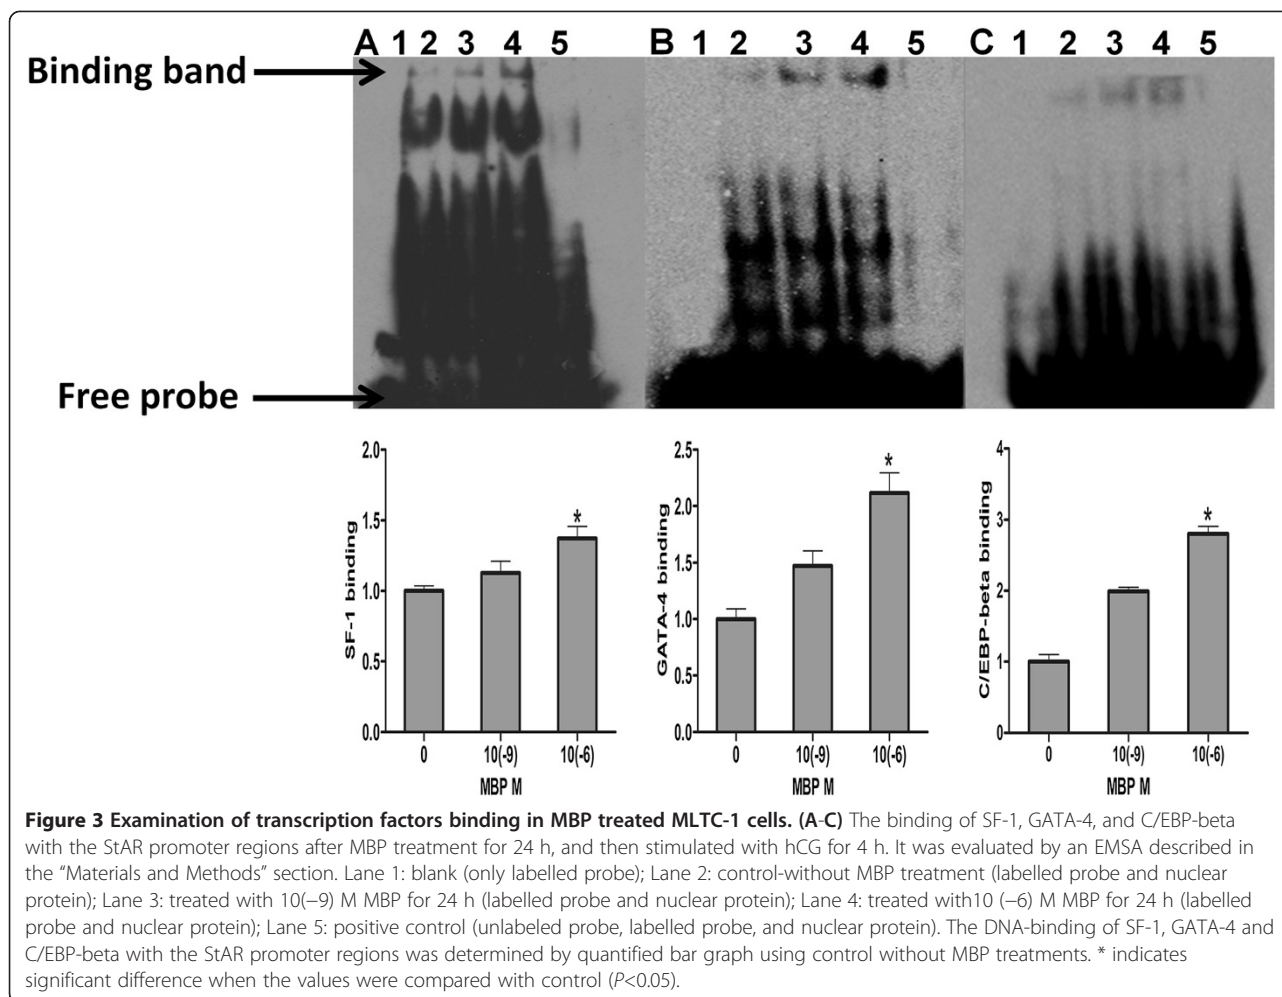 A 1 2 3 4 5 B 1 2 3 4 5 C 1 2 3 4 5
Binding band
Free probe
SF-1 binding
2.0
1.5
1.0
0.5
0.0
*
0 10(-9) 10(-6)
MBP M
GATA-4 binding
2.5
2.0
1.5
1.0
0.5
0.0
*
0 10(-9) 10(-6)
MBP M
C/EBP-beta binding
4
3
2
1
0
*
0 10(-9) 10(-6)
MBP M
Figure 3 Examination of transcription factors binding in MBP treated MLTC-1 cells. (A-C) The binding of SF-1, GATA-4, and C/EBP-beta
with the StAR promoter regions after MBP treatment for 24 h, and then stimulated with hCG for 4 h. It was evaluated by an EMSA described in
the “Materials and Methods” section. Lane 1: blank (only labelled probe); Lane 2: control-without MBP treatment (labelled probe and nuclear
protein); Lane 3: treated with 10(−9) M MBP for 24 h (labelled probe and nuclear protein); Lane 4: treated with10 (−6) M MBP for 24 h (labelled
probe and nuclear protein); Lane 5: positive control (unlabeled probe, labelled probe, and nuclear protein). The DNA-binding of SF-1, GATA-4 and
C/EBP-beta with the StAR promoter regions was determined by quantified bar graph using control without MBP treatments. * indicates
significant difference when the values were compared with control (P<0.05).